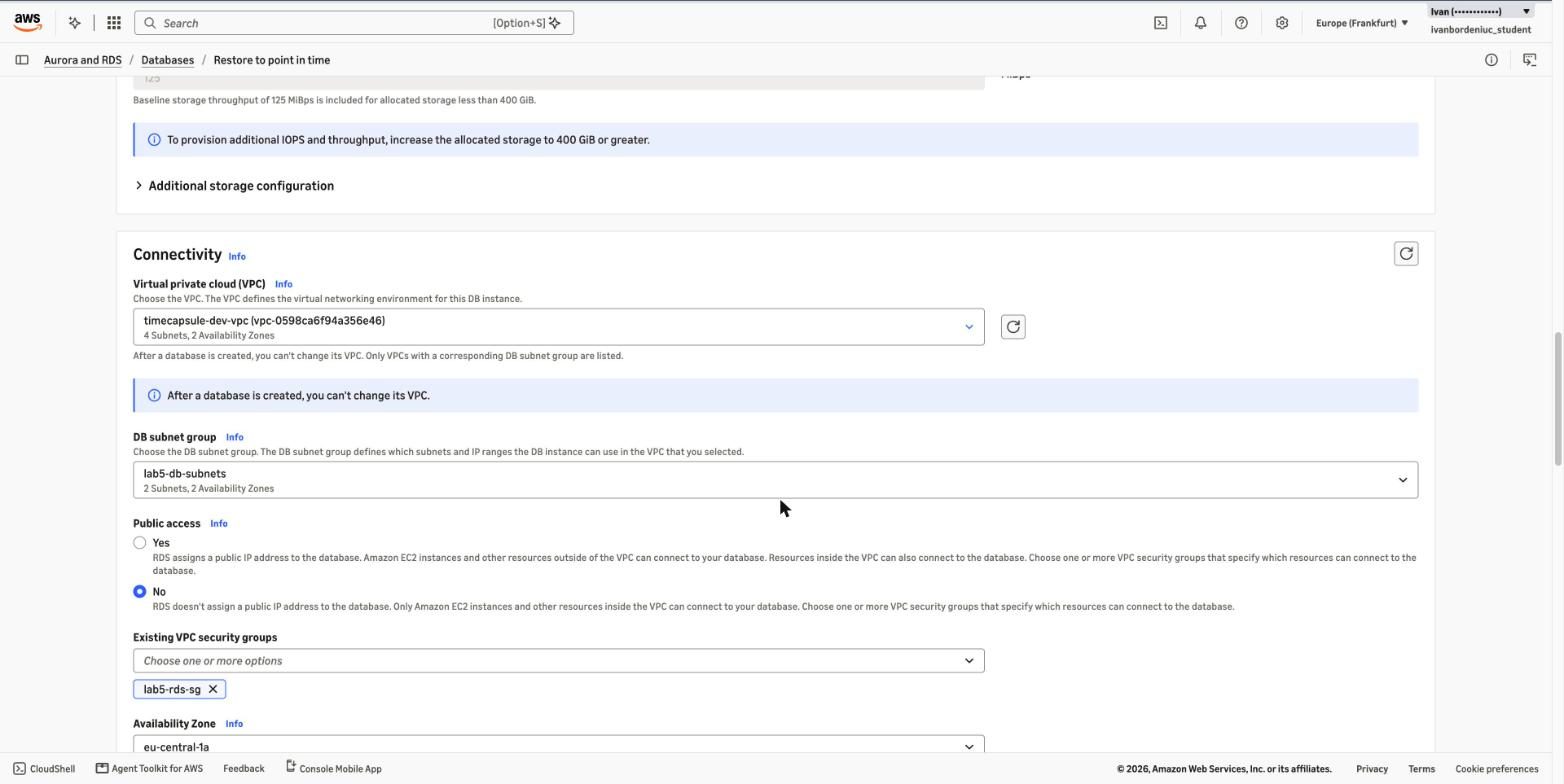 aws
Search
[Option+S]
Europe (Frankfurt)
Ivan (············)
ivanbordeniuc_student
Aurora and RDS / Databases / Restore to point in time
125
Baseline storage throughput of 125 MiBps is included for allocated storage less than 400 GiB.
To provision additional IOPS and throughput, increase the allocated storage to 400 GiB or greater.
Additional storage configuration
Connectivity Info
Virtual private cloud (VPC) Info
Choose the VPC. The VPC defines the virtual networking environment for this DB instance.
timecapsule-dev-vpc (vpc-0598ca6f94a356e46)
4 Subnets, 2 Availability Zones
After a database is created, you can't change its VPC. Only VPCs with a corresponding DB subnet group are listed.
After a database is created, you can't change its VPC.
DB subnet group Info
Choose the DB subnet group. The DB subnet group defines which subnets and IP ranges the DB instance can use in the VPC that you selected.
lab5-db-subnets
2 Subnets, 2 Availability Zones
Public access Info
Yes
RDS assigns a public IP address to the database. Amazon EC2 instances and other resources outside of the VPC can connect to your database. Resources inside the VPC can also connect to the database. Choose one or more VPC security groups that specify which resources can connect to the
database.
No
RDS doesn't assign a public IP address to the database. Only Amazon EC2 instances and other resources inside the VPC can connect to your database. Choose one or more VPC security groups that specify which resources can connect to the database.
Existing VPC security groups
Choose one or more options
lab5-rds-sg
Availability Zone Info
eu-central-1a
CloudShell
Agent Toolkit for AWS
Feedback
Console Mobile App
© 2026, Amazon Web Services, Inc. or its affiliates.
Privacy
Terms
Cookie preferences